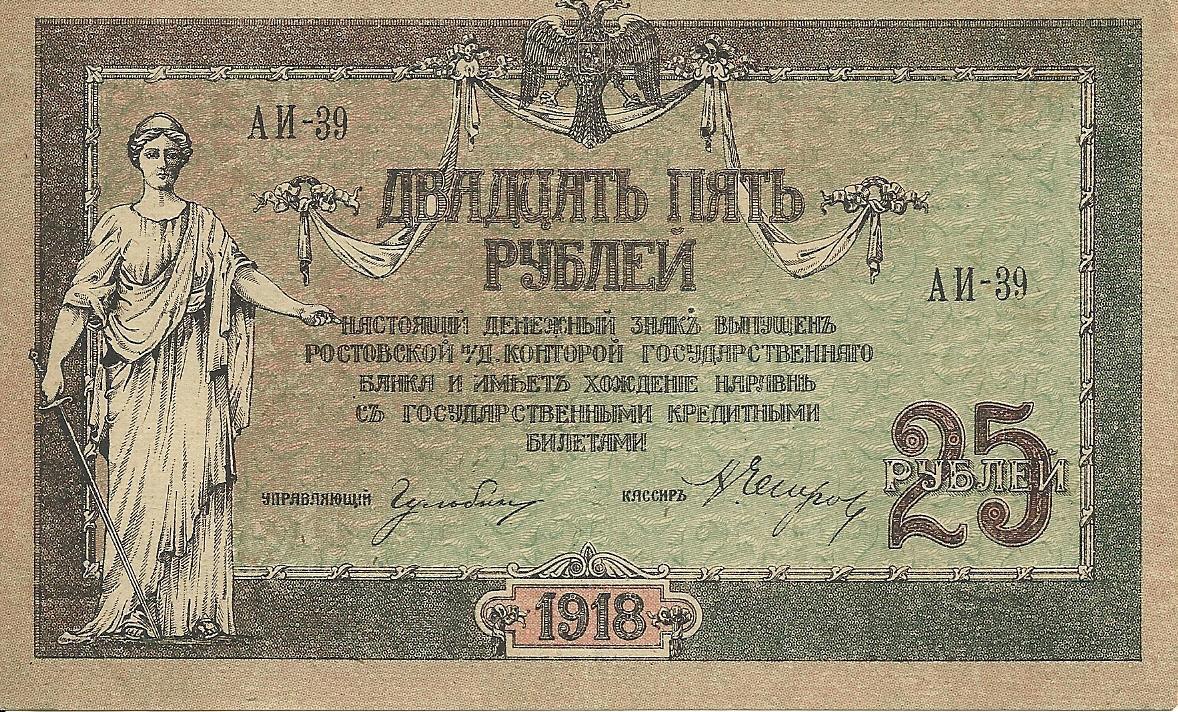 АИ-39
ДВАДЦАТЬ ПЯТЬ
РУБЛЕЙ
АИ-39
НАСТОЯЩІЙ ДЕНЕЖНЫЙ ЗНАКЪ ВЫПУЩЕНЪ
РОСТОВСКОЙ Н/Д. КОНТОРОЙ ГОСУДАРСТВЕННАГО
БАНКА И ИМѢЕТЪ ХОЖДЕНІЕ НАРАВНѢ
СЪ ГОСУДАРСТВЕННЫМИ КРЕДИТНЫМИ
БИЛЕТАМИ
25
РУБЛЕЙ
УПРАВЛЯЮЩІЙ
КАССИРЪ
1918